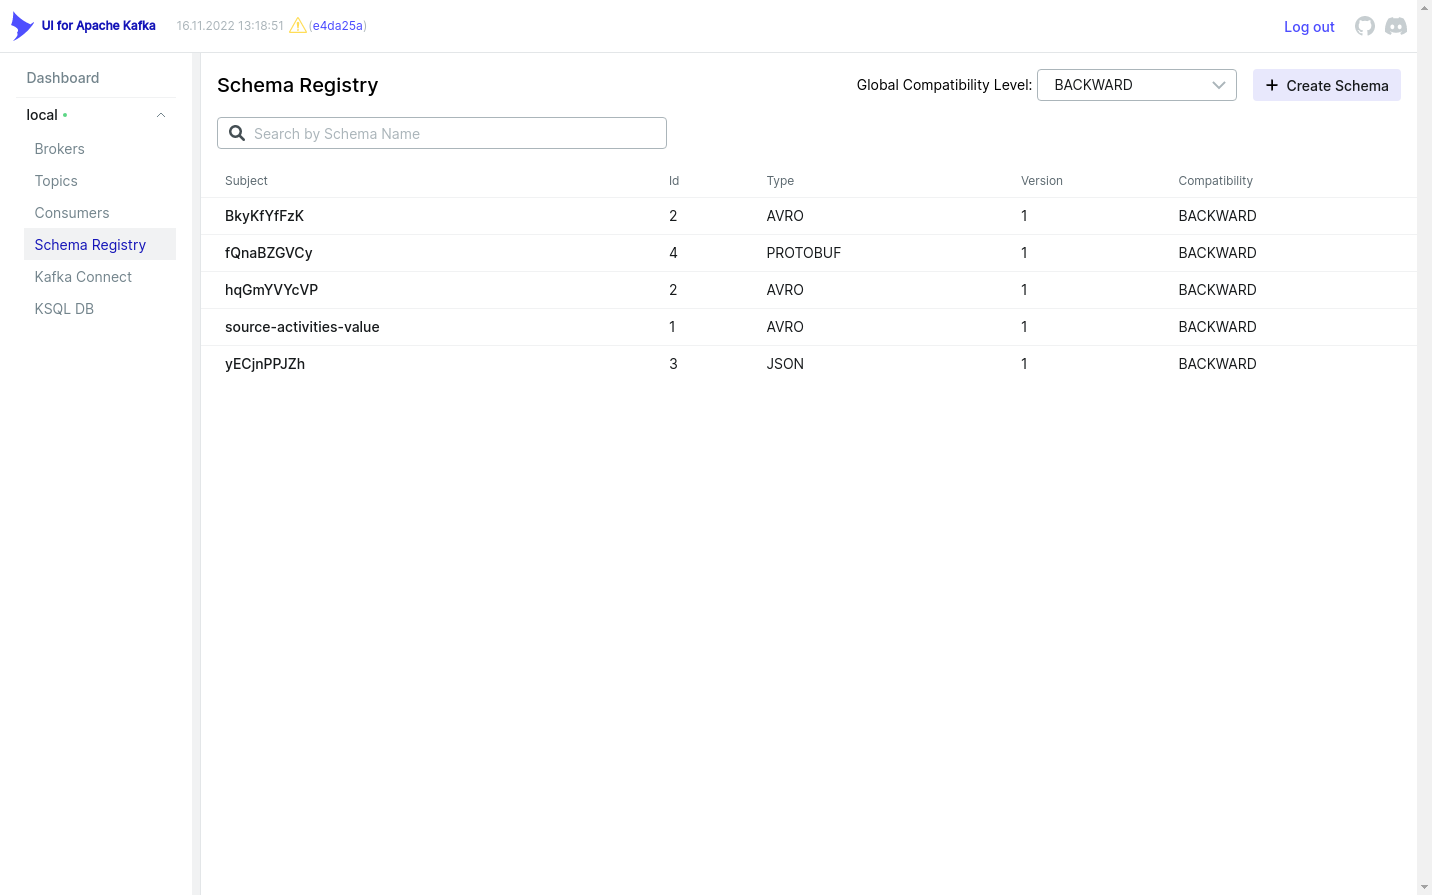 UI for Apache Kafka 16.11.2022 13:18:51 (e4da25a) Log out
Dashboard
local
Brokers
Topics
Consumers
Schema Registry
Kafka Connect
KSQL DB
Schema Registry Global Compatibility Level: BACKWARD Create Schema
Search by Schema Name
Subject Id Type Version Compatibility
BkyKfYfFzK 2 AVRO 1 BACKWARD
fQnaBZGVCy 4 PROTOBUF 1 BACKWARD
hqGmYVYcVP 2 AVRO 1 BACKWARD
source-activities-value 1 AVRO 1 BACKWARD
yECjnPPJZh 3 JSON 1 BACKWARD